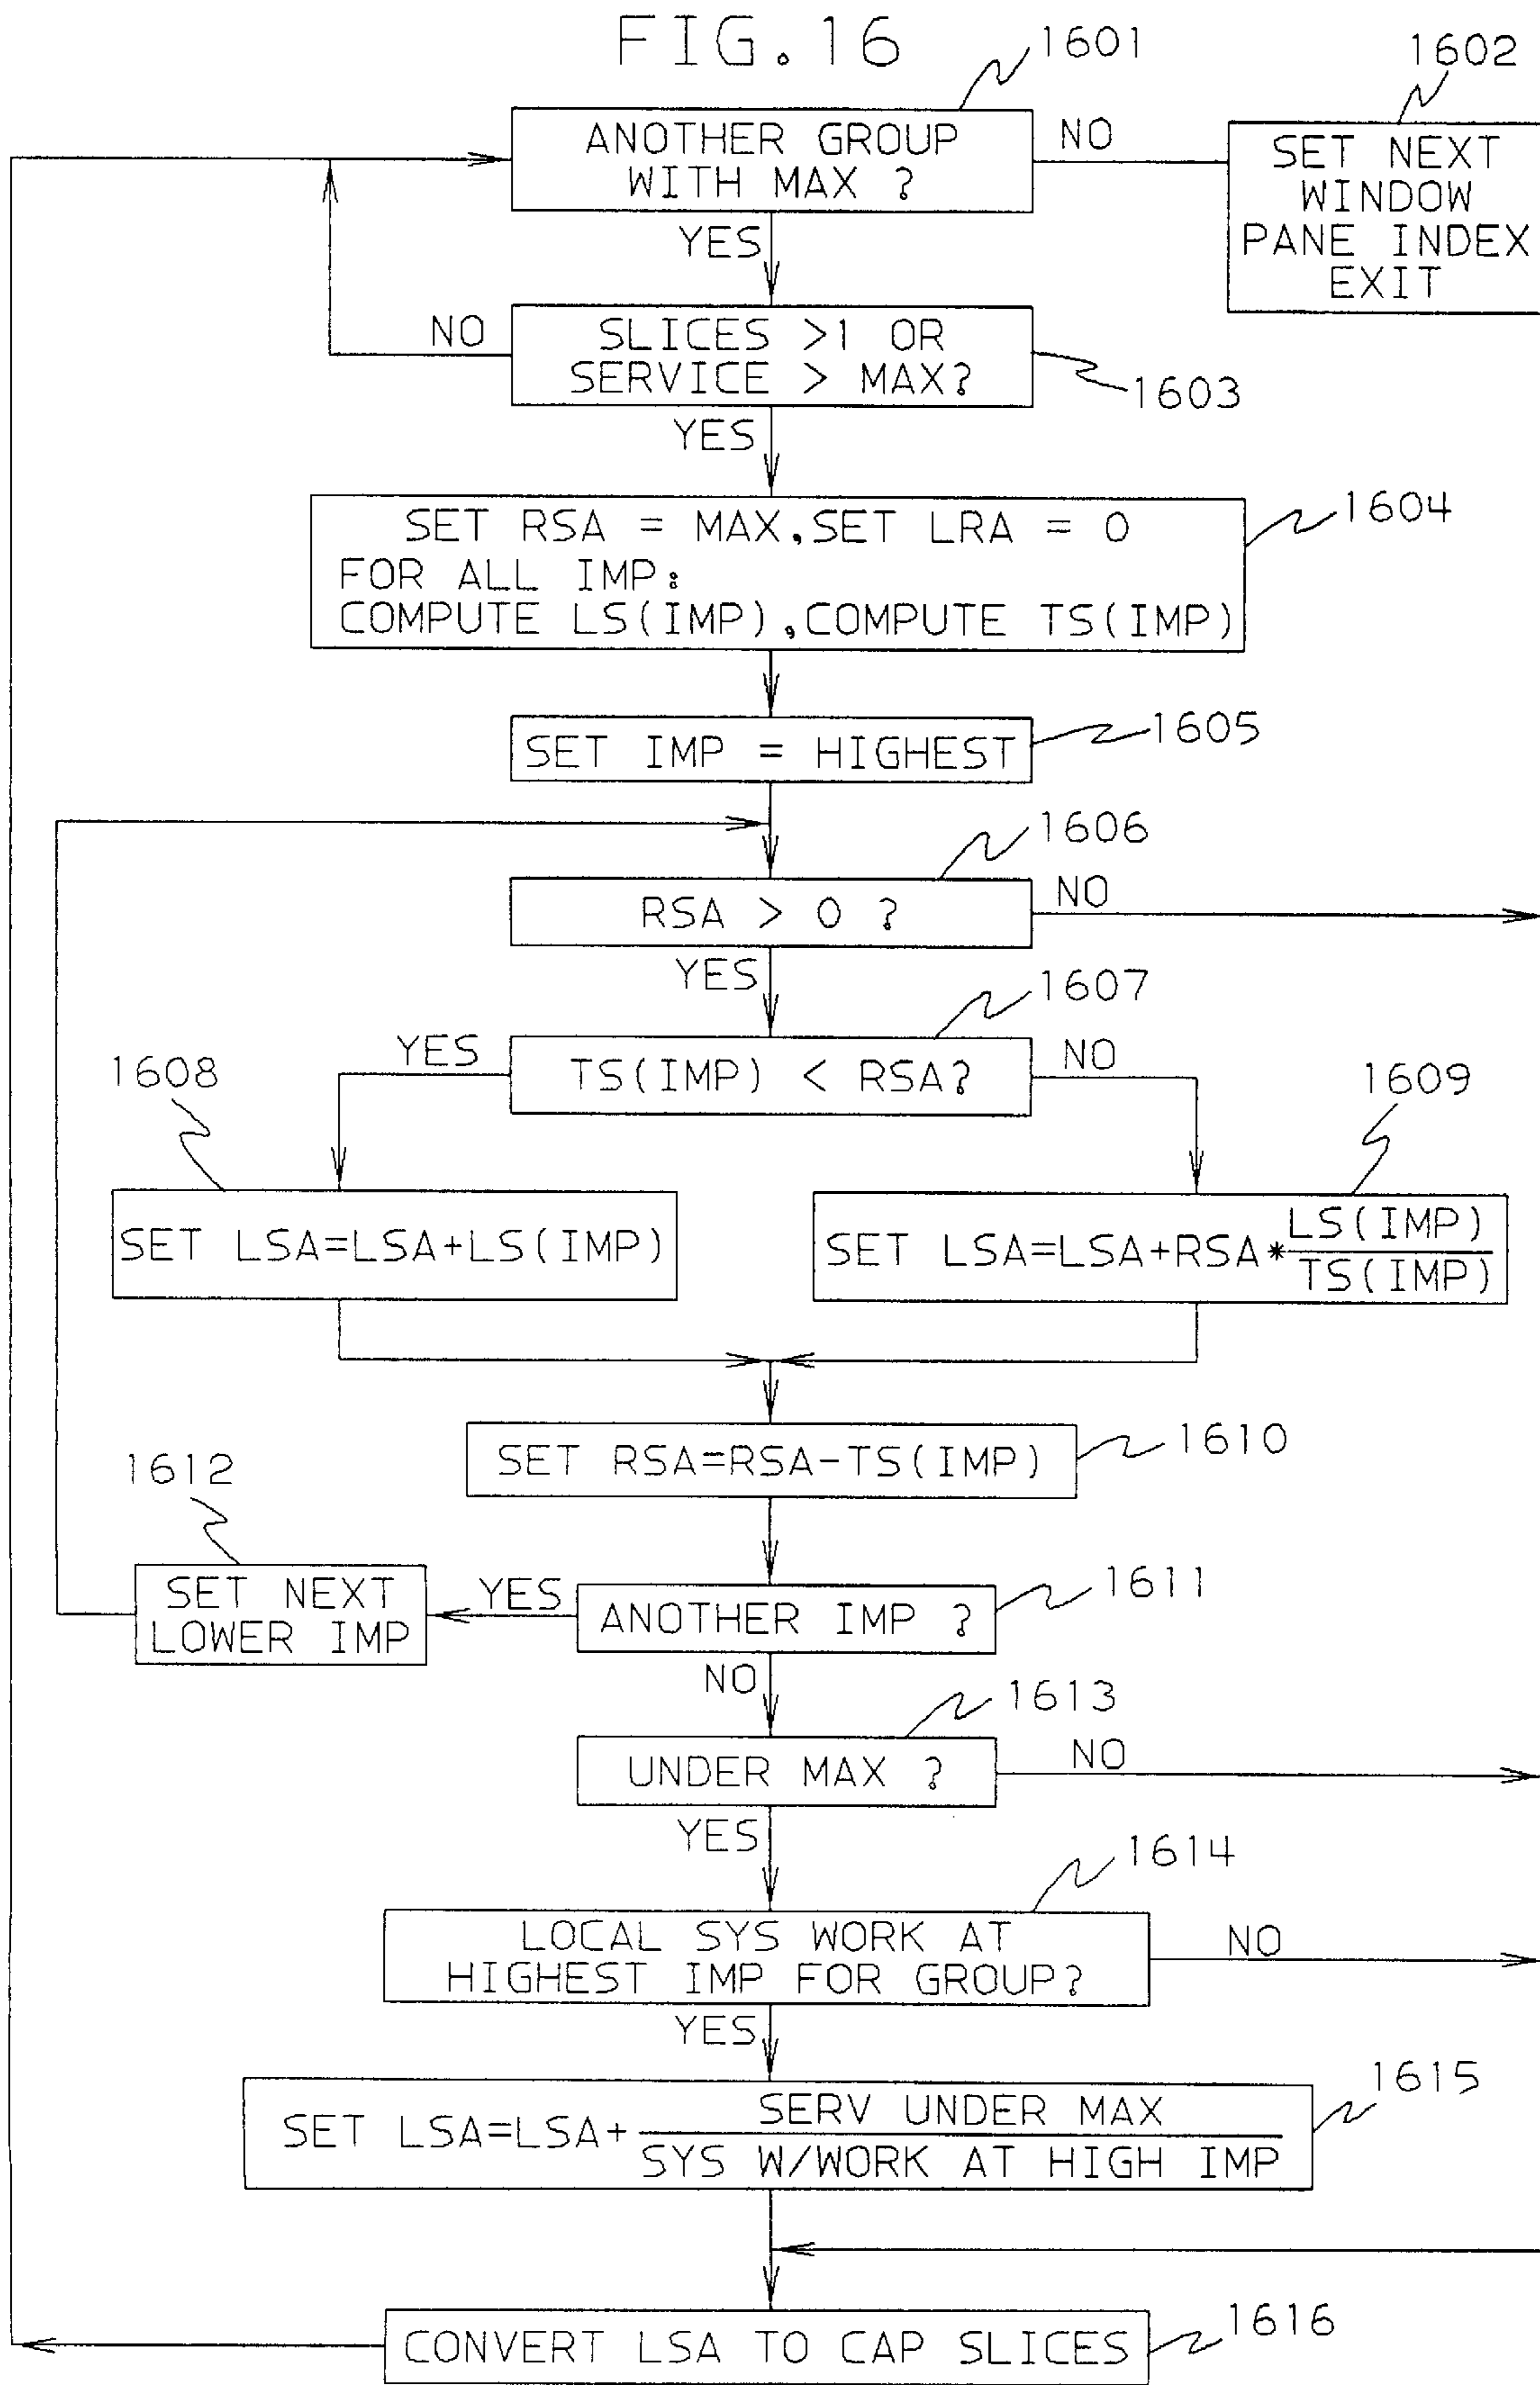 FIG.16
1601
1602
ANOTHER GROUP
WITH MAX ?
NO
SET NEXT
WINDOW
PANE INDEX
EXIT
YES
NO
SLICES >1 OR
SERVICE > MAX?
1603
YES
1604
SET RSA = MAX,SET LRA = 0
FOR ALL IMP:
COMPUTE LS(IMP),COMPUTE TS(IMP)
1605
SET IMP = HIGHEST
1606
RSA > 0 ?
NO
YES
1607
YES
TS(IMP) < RSA?
NO
1608
1609
SET LSA=LSA+LS(IMP)
SET LSA=LSA+RSA*LS(IMP)
TS(IMP)
SET RSA=RSA-TS(IMP)
1610
1612
SET NEXT
LOWER IMP
YES
ANOTHER IMP ?
1611
NO
1613
UNDER MAX ?
NO
YES
1614
LOCAL SYS WORK AT
HIGHEST IMP FOR GROUP?
NO
YES
1615
SET LSA=LSA+
SERV UNDER MAX
SYS W/WORK AT HIGH IMP
CONVERT LSA TO CAP SLICES
1616